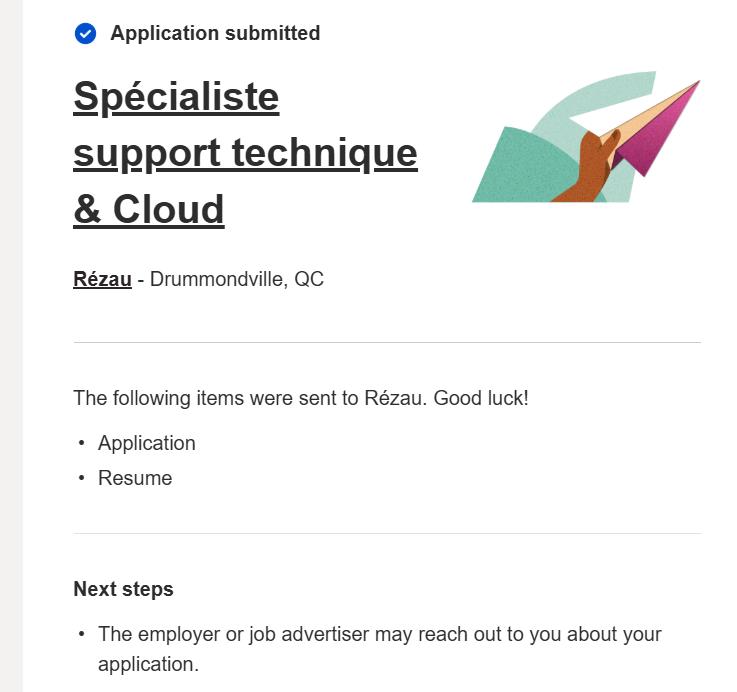 Application submitted
Spécialiste
support technique
& Cloud
Rézau - Drummondville, QC
The following items were sent to Rézau. Good luck!
• Application
• Resume
Next steps
• The employer or job advertiser may reach out to you about your
application.